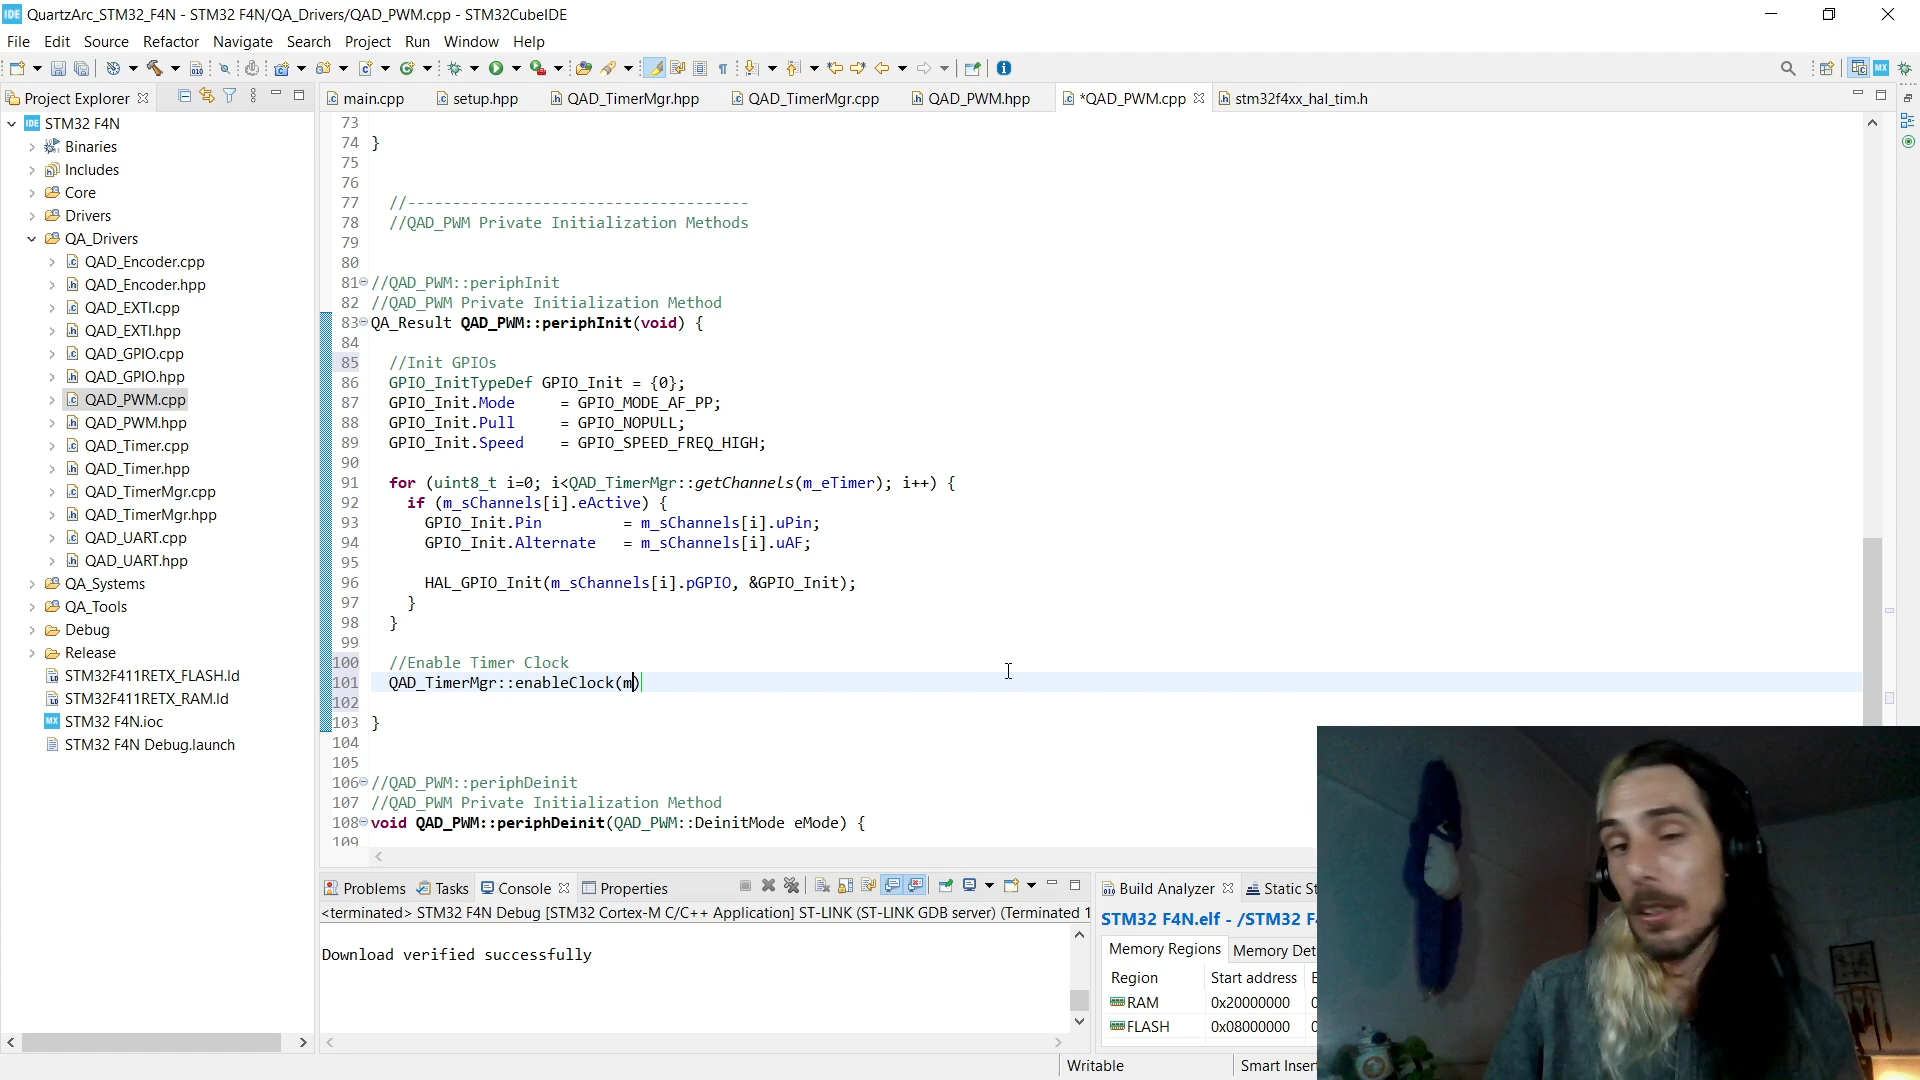 IDE QuartzArc_STM32_F4N - STM32 F4N/QA_Drivers/QAD_PWM.cpp - STM32CubeIDE
File Edit Source Refactor Navigate Search Project Run Window Help
Project Explorer
main.cpp setup.hpp QAD_TimerMgr.hpp QAD_TimerMgr.cpp QAD_PWM.hpp *QAD_PWM.cpp stm32f4xx_hal_tim.h
IDE STM32 F4N
Binaries
Includes
Core
Drivers
QA_Drivers
QAD_Encoder.cpp
QAD_Encoder.hpp
QAD_EXTI.cpp
QAD_EXTI.hpp
QAD_GPIO.cpp
QAD_GPIO.hpp
QAD_PWM.cpp
QAD_PWM.hpp
QAD_Timer.cpp
QAD_Timer.hpp
QAD_TimerMgr.cpp
QAD_TimerMgr.hpp
QAD_UART.cpp
QAD_UART.hpp
QA_Systems
QA_Tools
Debug
Release
STM32F411RETX_FLASH.ld
STM32F411RETX_RAM.ld
MX STM32 F4N.ioc
STM32 F4N Debug.launch
73
74 }
75
76
77 //--------------------------------------
78 //QAD_PWM Private Initialization Methods
79
80
81 //QAD_PWM::periphInit
82 //QAD_PWM Private Initialization Method
83 QA_Result QAD_PWM::periphInit(void) {
84
85 //Init GPIOs
86 GPIO_InitTypeDef GPIO_Init = {0};
87 GPIO_Init.Mode = GPIO_MODE_AF_PP;
88 GPIO_Init.Pull = GPIO_NOPULL;
89 GPIO_Init.Speed = GPIO_SPEED_FREQ_HIGH;
90
91 for (uint8_t i=0; i<QAD_TimerMgr::getChannels(m_eTimer); i++) {
92 if (m_sChannels[i].eActive) {
93 GPIO_Init.Pin = m_sChannels[i].uPin;
94 GPIO_Init.Alternate = m_sChannels[i].uAF;
95
96 HAL_GPIO_Init(m_sChannels[i].pGPIO, &GPIO_Init);
97 }
98 }
99
100 //Enable Timer Clock
101 QAD_TimerMgr::enableClock(m)
102
103 }
104
105
106 //QAD_PWM::periphDeinit
107 //QAD_PWM Private Initialization Method
108 void QAD_PWM::periphDeinit(QAD_PWM::DeinitMode eMode) {
109
Problems Tasks Console Properties
<terminated> STM32 F4N Debug [STM32 Cortex-M C/C++ Application] ST-LINK (ST-LINK GDB server) (Terminated 1
Download verified successfully
Build Analyzer Static St
STM32 F4N.elf - /STM32 F
Memory Regions Memory Det
Region Start address
RAM 0x20000000
FLASH 0x08000000
Writable Smart Inser